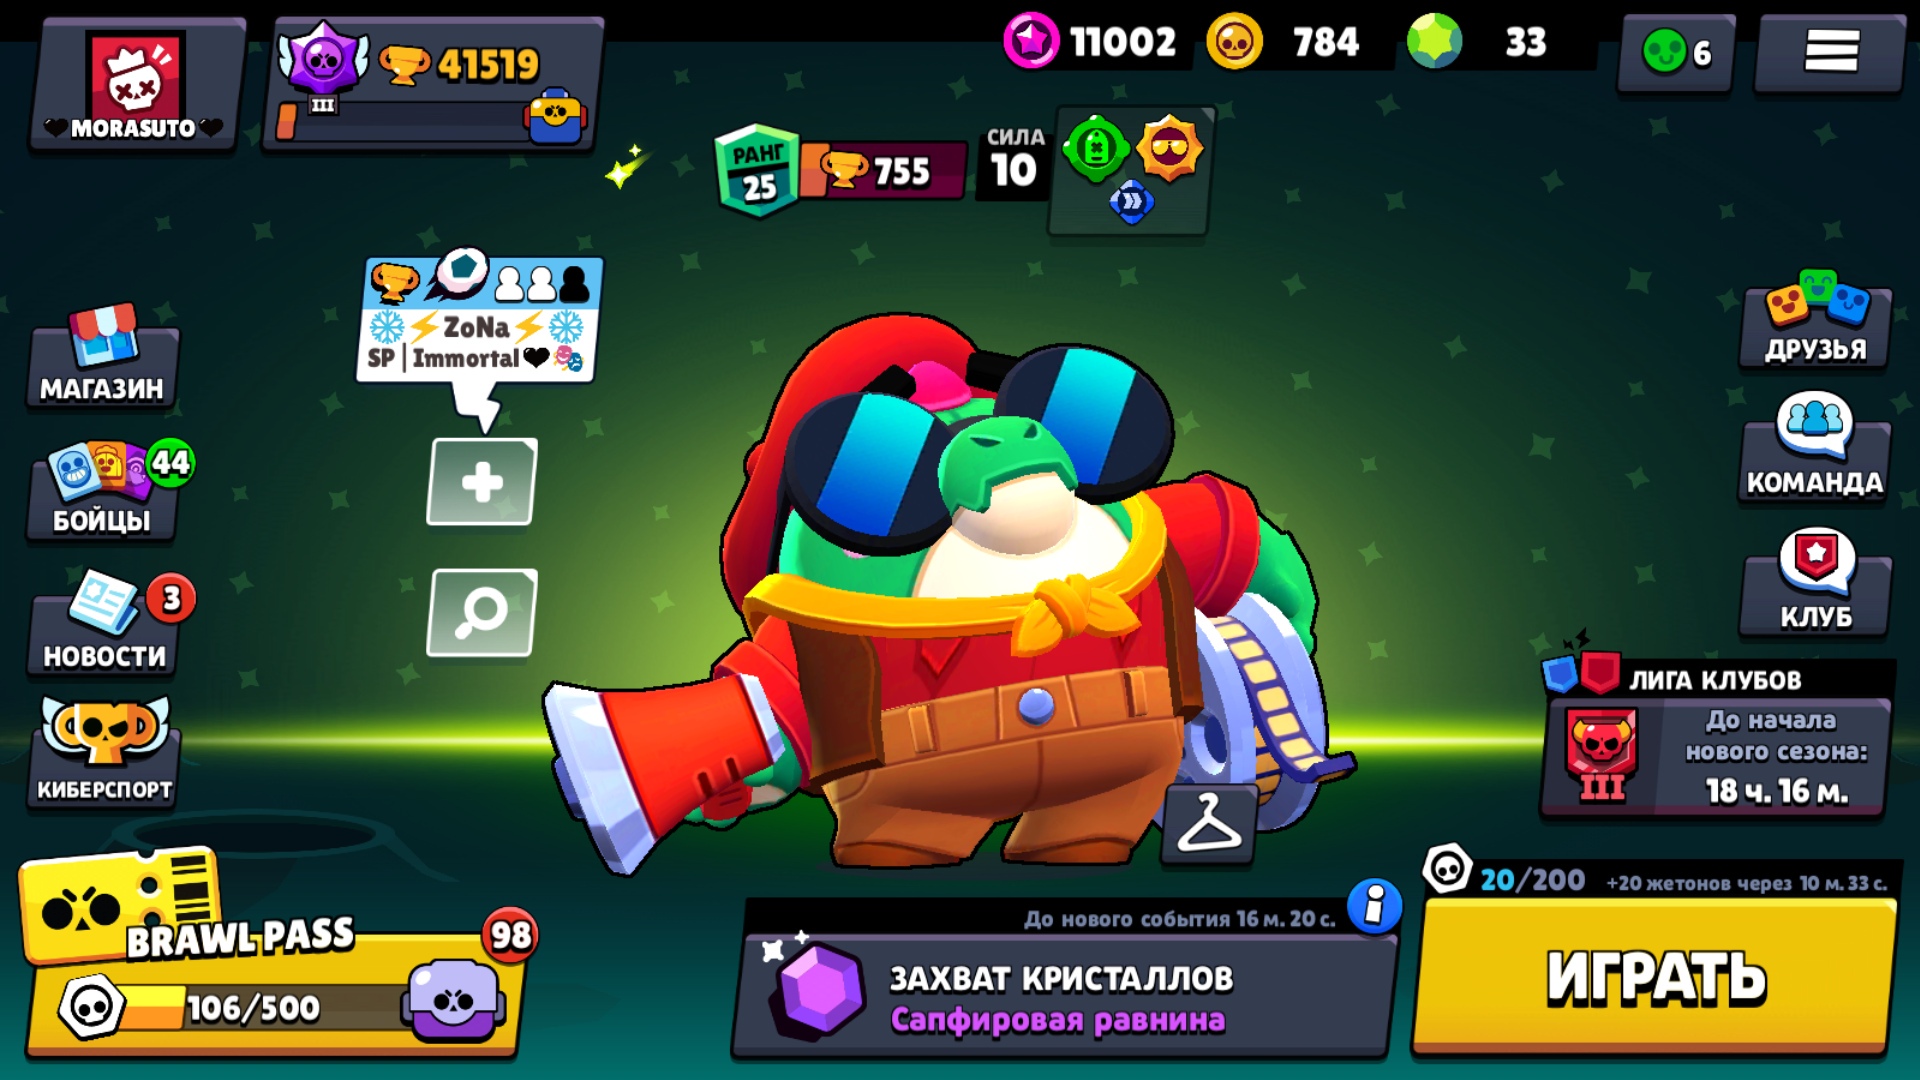 🖤MORASUTO🖤
III
41519
11002
784
33
6
РАНГ
25
755
СИЛА
10
❄️⚡ZoNa⚡❄️
SP | Immortal🖤🎭
МАГАЗИН
44
БОЙЦЫ
3
НОВОСТИ
КИБЕРСПОРТ
ДРУЗЬЯ
КОМАНДА
КЛУБ
ЛИГА КЛУБОВ
III
До начала
нового сезона:
18 ч. 16 м.
BRAWL PASS
98
106/500
До нового события 16 м. 20 с.
i
ЗАХВАТ КРИСТАЛЛОВ
Сапфировая равнина
20/200
+20 жетонов через 10 м. 33 с.
ИГРАТЬ